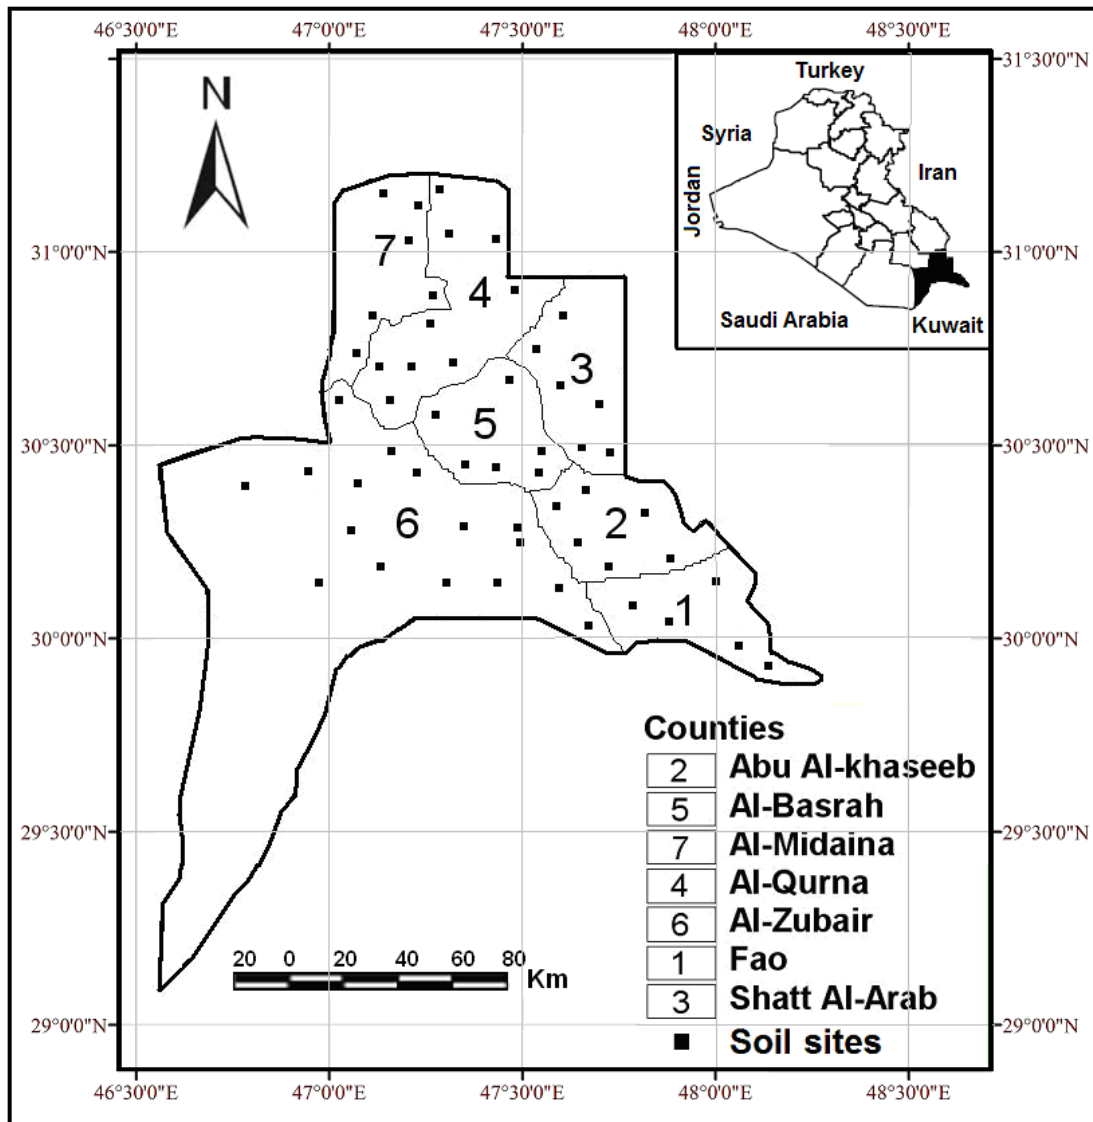 46°30'0"E 47°0'0"E 47°30'0"E 48°0'0"E 48°30'0"E
31°30'0"N
Turkey
N
Syria
Iran
Jordan
31°0'0"N 31°0'0"N
7
4
Saudi Arabia Kuwait
3
5
30°30'0"N 30°30'0"N
6
2
1
30°0'0"N 30°0'0"N
Counties
2 Abu Al-khaseeb
5 Al-Basrah
29°30'0"N 29°30'0"N
7 Al-Midaina
4 Al-Qurna
6 Al-Zubair
20 0 20 40 60 80
Km
1 Fao
3 Shatt Al-Arab
29°0'0"N 29°0'0"N
Soil sites
46°30'0"E 47°0'0"E 47°30'0"E 48°0'0"E 48°30'0"E